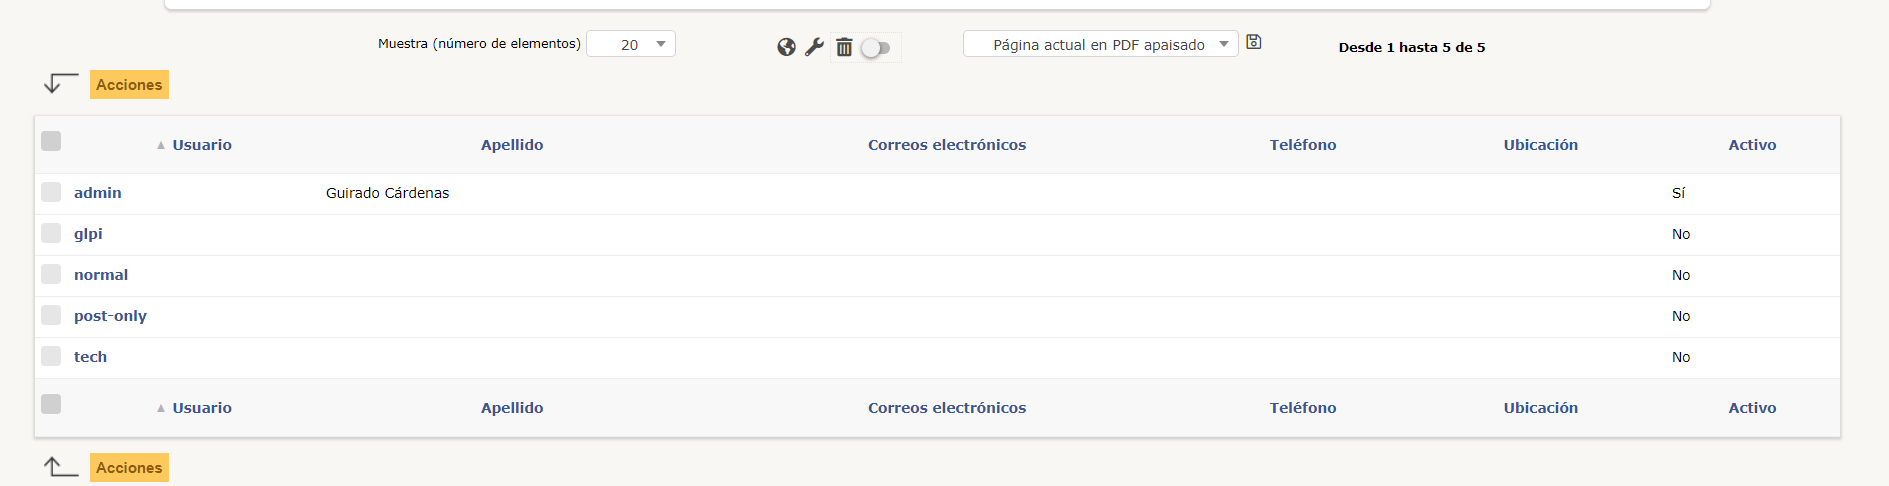 Muestra (número de elementos) 20 Página actual en PDF apaisado Desde 1 hasta 5 de 5
Acciones
Usuario Apellido Correos electrónicos Teléfono Ubicación Activo
admin Guirado Cárdenas Sí
glpi No
normal No
post-only No
tech No
Usuario Apellido Correos electrónicos Teléfono Ubicación Activo
Acciones